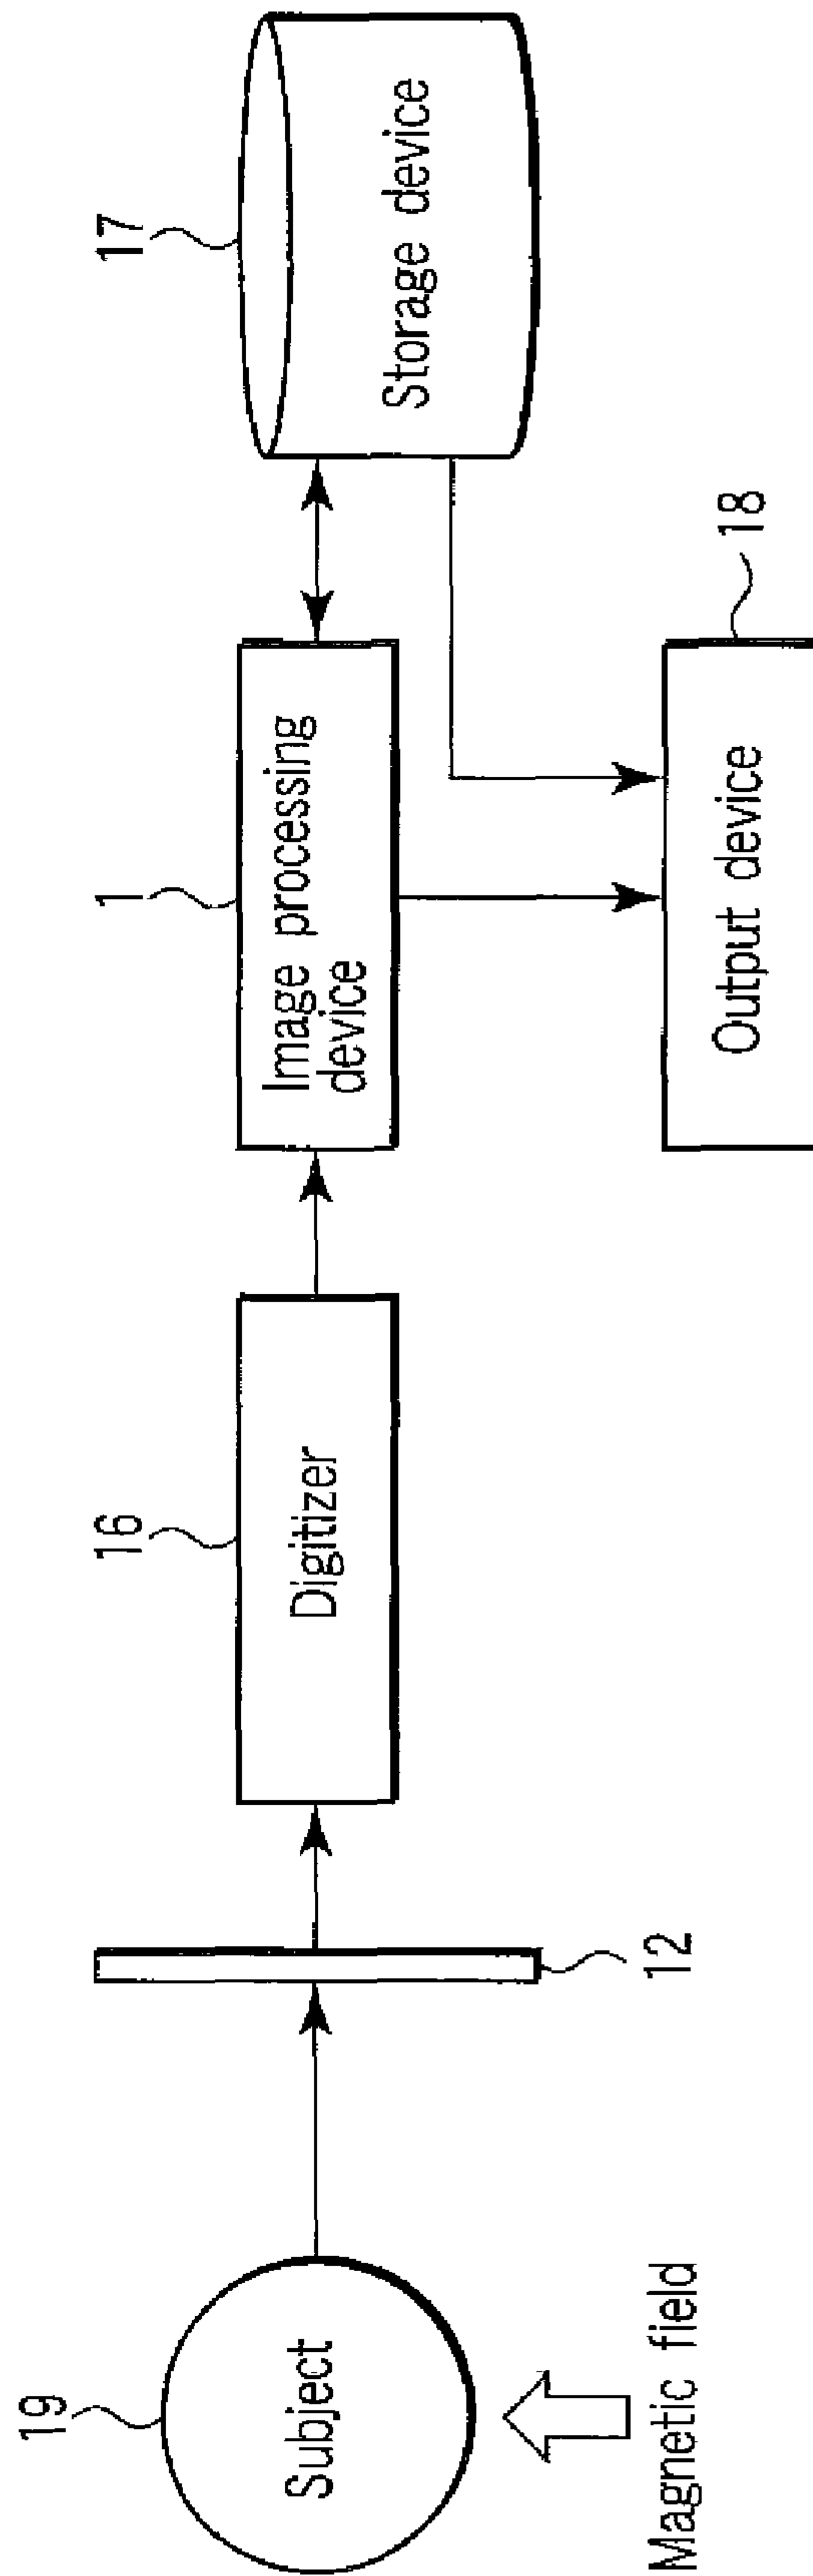 19
Subject
Magnetic field
12
16
Digitizer
1
Image processing
device
17
Storage device
18
Output device